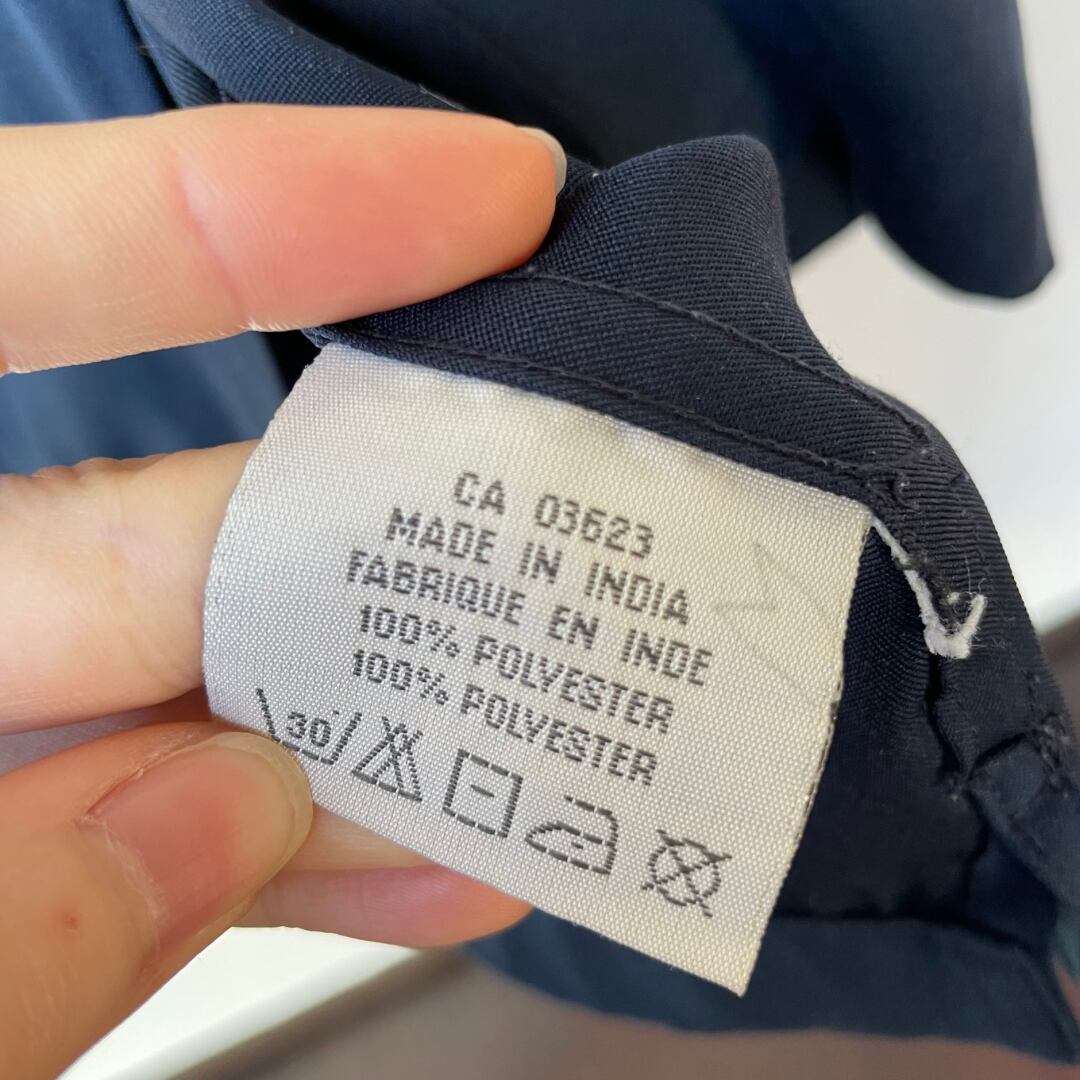 CA 03623
MADE IN INDIA
FABRIQUE EN INDE
100% POLYESTER
100% POLYESTER
30